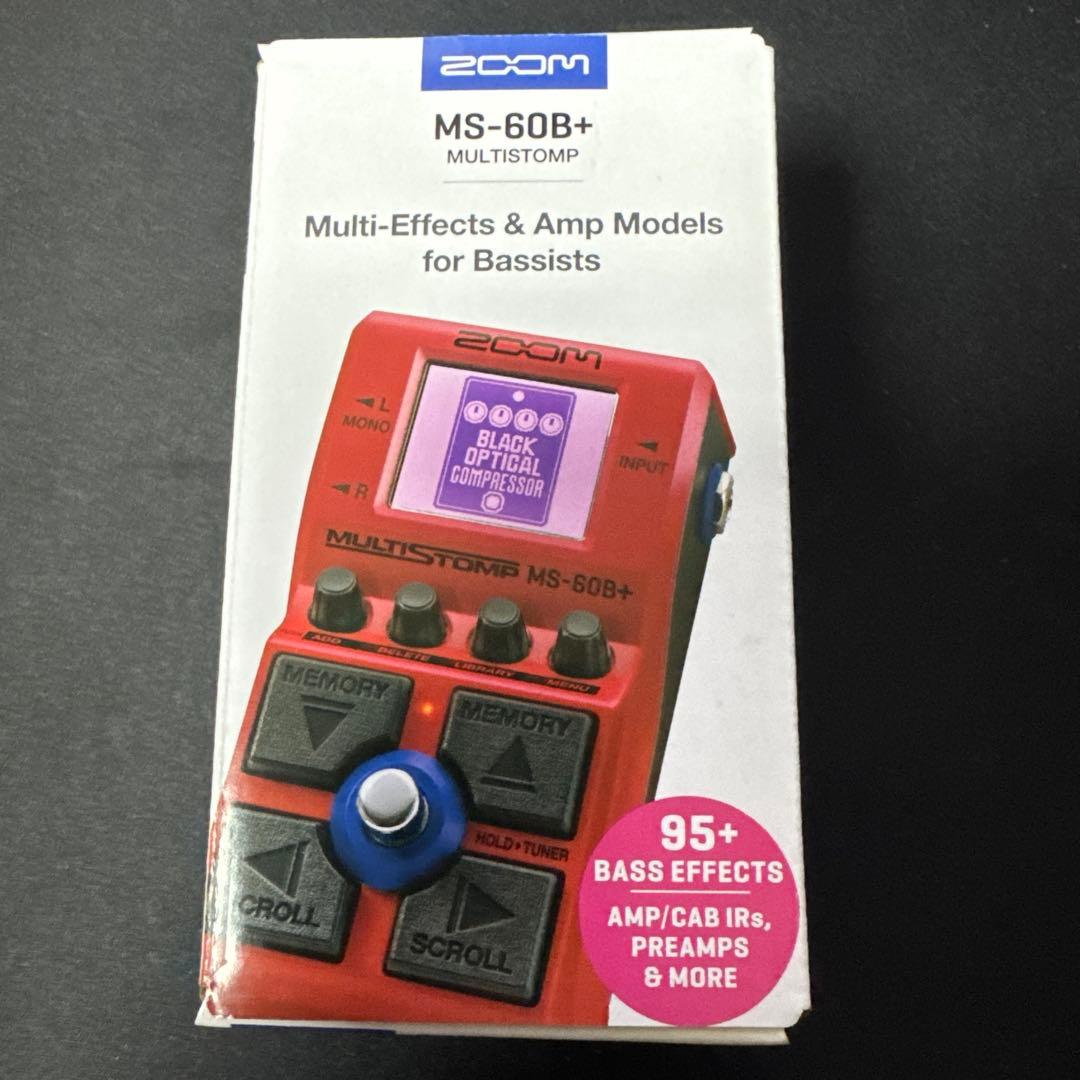 ZOOM
MS-60B+
MULTISTOMP
Multi-Effects & Amp Models
for Bassists
ZOOM
L
MONO
R
INPUT
BLACK
OPTICAL
COMPRESSOR
MULTISTOMP MS-60B+
ADD DELETE LIBRARY MENU
MEMORY
MEMORY
HOLD•TUNER
CROLL
SCROLL
95+
BASS EFFECTS
AMP/CAB IRs,
PREAMPS
& MORE